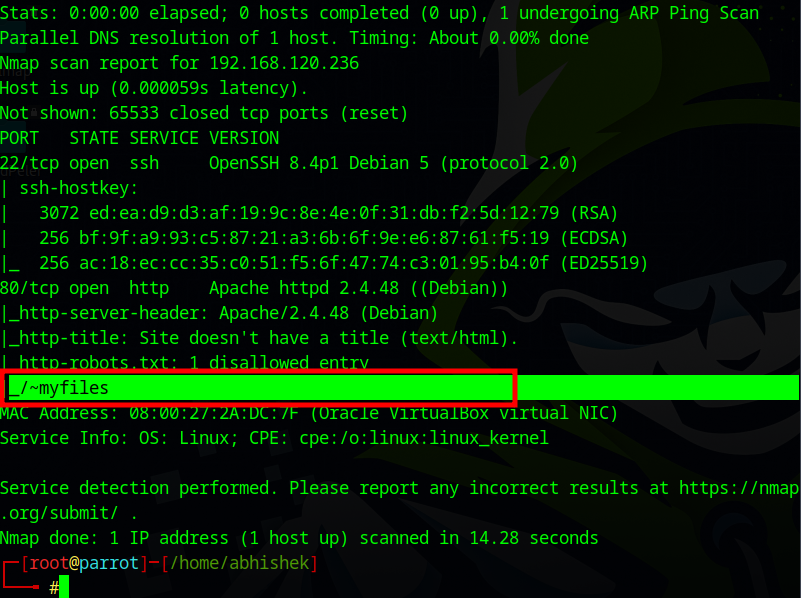 Stats: 0:00:00 elapsed; 0 hosts completed (0 up), 1 undergoing ARP Ping Scan
Parallel DNS resolution of 1 host. Timing: About 0.00% done
Nmap scan report for 192.168.120.236
Host is up (0.000059s latency).
Not shown: 65533 closed tcp ports (reset)
PORT   STATE SERVICE VERSION
22/tcp open  ssh     OpenSSH 8.4p1 Debian 5 (protocol 2.0)
| ssh-hostkey:
|   3072 ed:ea:d9:d3:af:19:9c:8e:4e:0f:31:db:f2:5d:12:79 (RSA)
|   256 bf:9f:a9:93:c5:87:21:a3:6b:6f:9e:e6:87:61:f5:19 (ECDSA)
|_  256 ac:18:ec:cc:35:c0:51:f5:6f:47:74:c3:01:95:b4:0f (ED25519)
80/tcp open  http    Apache httpd 2.4.48 ((Debian))
|_http-server-header: Apache/2.4.48 (Debian)
|_http-title: Site doesn't have a title (text/html).
| http-robots.txt: 1 disallowed entry
|_/~myfiles
MAC Address: 08:00:27:2A:DC:7F (Oracle VirtualBox virtual NIC)
Service Info: OS: Linux; CPE: cpe:/o:linux:linux_kernel
Service detection performed. Please report any incorrect results at https://nmap
.org/submit/ .
Nmap done: 1 IP address (1 host up) scanned in 14.28 seconds
┌─[root@parrot]─[/home/abhishek]
└──╼ #